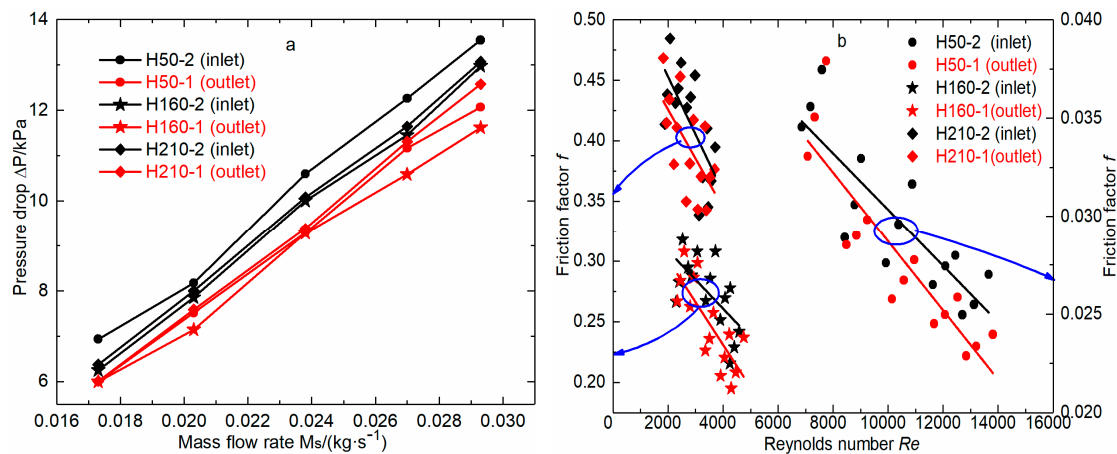 a
H50-2 (inlet)
H50-1 (outlet)
H160-2 (inlet)
H160-1 (outlet)
H210-2 (inlet)
H210-1 (outlet)
Pressure drop ΔP/kPa
14
12
10
8
6
0.016 0.018 0.020 0.022 0.024 0.026 0.028 0.030
Mass flow rate Ms/(kg·s⁻¹)
b
H50-2 (inlet)
H50-1 (outlet)
H160-2 (inlet)
H160-1(outlet)
H210-2 (inlet)
H210-1(outlet)
Friction factor f
0.50
0.45
0.40
0.35
0.30
0.25
0.20
0 2000 4000 6000 8000 10000 12000 14000 16000
Reynolds number Re
0.040
0.035
0.030
0.025
0.020
Friction factor f